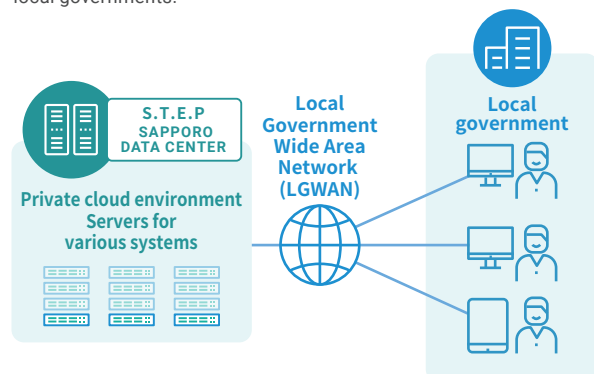 local governments.
S.T.E.P
SAPPORO
DATA CENTER
Private cloud environment
Servers for
various systems
Local
Government
Wide Area
Network
(LGWAN)
Local
government